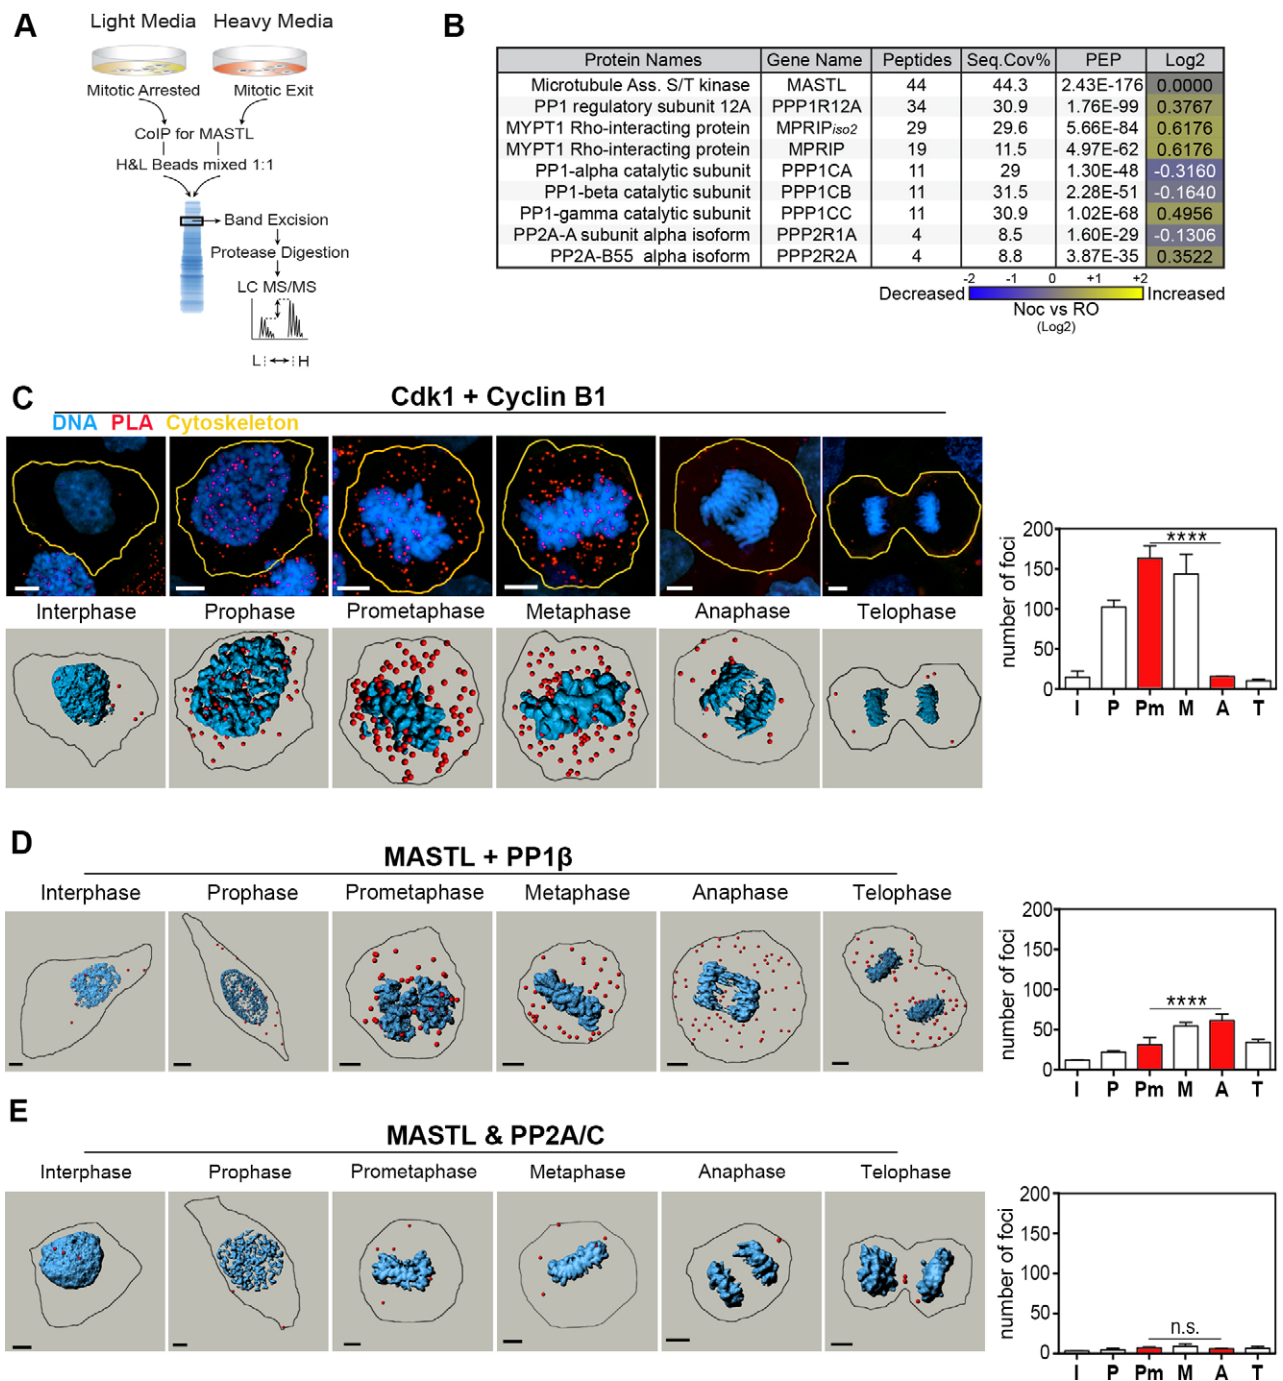 A
Light Media Heavy Media
Mitotic Arrested Mitotic Exit
CoIP for MASTL
H&L Beads mixed 1:1
Band Excision
Protease Digestion
LC MS/MS
L H
B
Protein Names Gene Name Peptides Seq.Cov% PEP Log2
Microtubule Ass. S/T kinase MASTL 44 44.3 2.43E-176 0.0000
PP1 regulatory subunit 12A PPP1R12A 34 30.9 1.76E-99 0.3767
MYPT1 Rho-interacting protein MPRIPiso2 29 29.6 5.66E-84 0.6176
MYPT1 Rho-interacting protein MPRIP 19 11.5 4.97E-62 0.6176
PP1-alpha catalytic subunit PPP1CA 11 29 1.30E-48 -0.3160
PP1-beta catalytic subunit PPP1CB 11 31.5 2.28E-51 -0.1640
PP1-gamma catalytic subunit PPP1CC 11 30.9 1.02E-68 0.4956
PP2A-A subunit alpha isoform PPP2R1A 4 8.5 1.60E-29 -0.1306
PP2A-B55 alpha isoform PPP2R2A 4 8.8 3.87E-35 0.3522
-2 -1 0 +1 +2
Decreased Increased
Noc vs RO
(Log2)
C
Cdk1 + Cyclin B1
DNA PLA Cytoskeleton
Interphase Prophase Prometaphase Metaphase Anaphase Telophase
number of foci
200
150
100
50
0
****
I P Pm M A T
D
MASTL + PP1β
Interphase Prophase Prometaphase Metaphase Anaphase Telophase
number of foci
200
150
100
50
0
****
I P Pm M A T
E
MASTL & PP2A/C
Interphase Prophase Prometaphase Metaphase Anaphase Telophase
number of foci
200
150
100
50
0
n.s.
I P Pm M A T